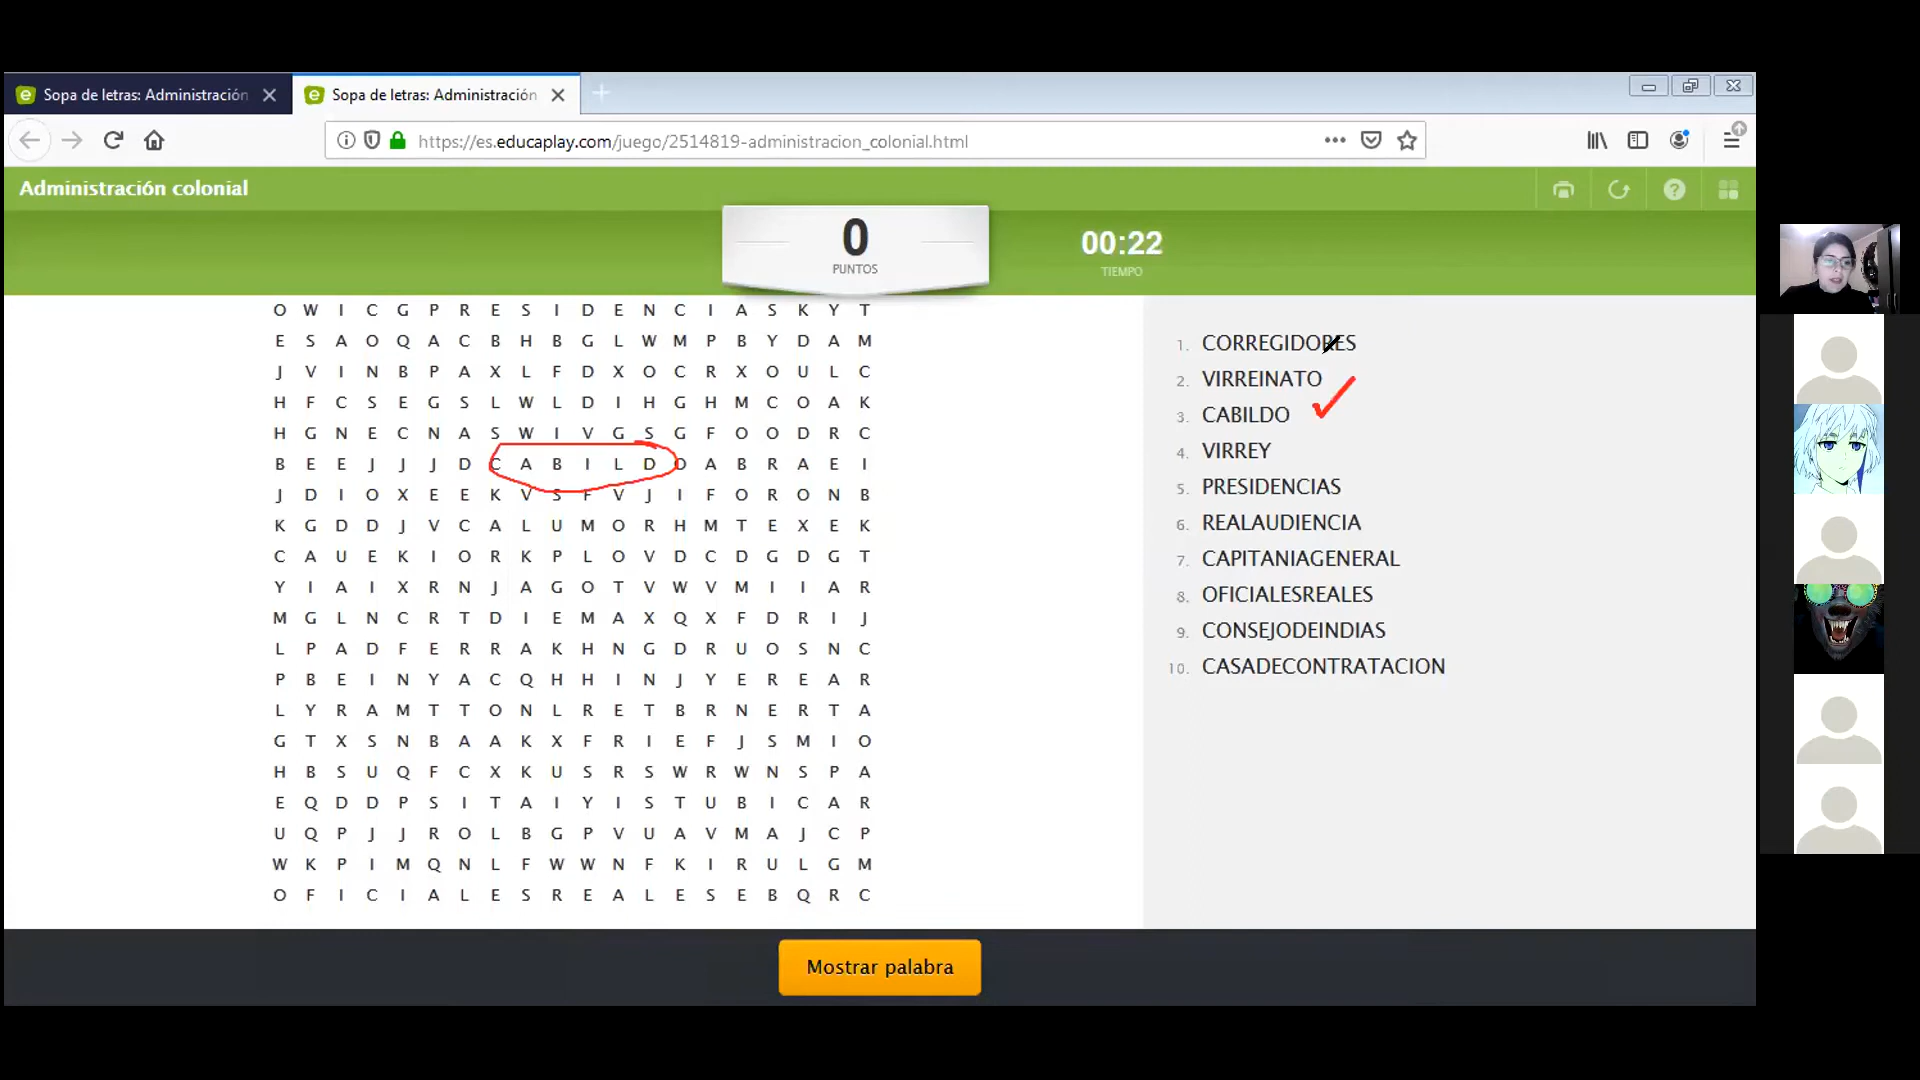 Sopa de letras: Administración
Sopa de letras: Administración
https://es.educaplay.com/juego/2514819-administracion_colonial.html
Administración colonial
0
PUNTOS
00:22
TIEMPO
O W I C G P R E S I D E N C I A S K Y T
E S A O Q A C B H B G L W M P B Y D A M
J V I N B P A X L F D X O C R X O U L C
H F C S E G S L W L D I H G H M C O A K
H G N E C N A S W I V G S G F O O D R C
B E E J J J D C A B I L D O A B R A E I
J D I O X E E K V S F V J I F O R O N B
K G D D J V C A L U M O R H M T E X E K
C A U E K I O R K P L O V D C D G D G T
Y I A I X R N J A G O T V W V M I I A R
M G L N C R T D I E M A X Q X F D R I J
L P A D F E R R A K H N G D R U O S N C
P B E I N Y A C Q H H I N J Y E R E A R
L Y R A M T T O N L R E T B R N E R T A
G T X S N B A A K X F R I E F J S M I O
H B S U Q F C X K U S R S W R W N S P A
E Q D D P S I T A I Y I S T U B I C A R
U Q P J J R O L B G P V U A V M A J C P
W K P I M Q N L F W W N F K I R U L G M
O F I C I A L E S R E A L E S E B Q R C
1. CORREGIDORES
2. VIRREINATO
3. CABILDO
4. VIRREY
5. PRESIDENCIAS
6. REALAUDIENCIA
7. CAPITANIAGENERAL
8. OFICIALESREALES
9. CONSEJODEINDIAS
10. CASADECONTRATACION
Mostrar palabra